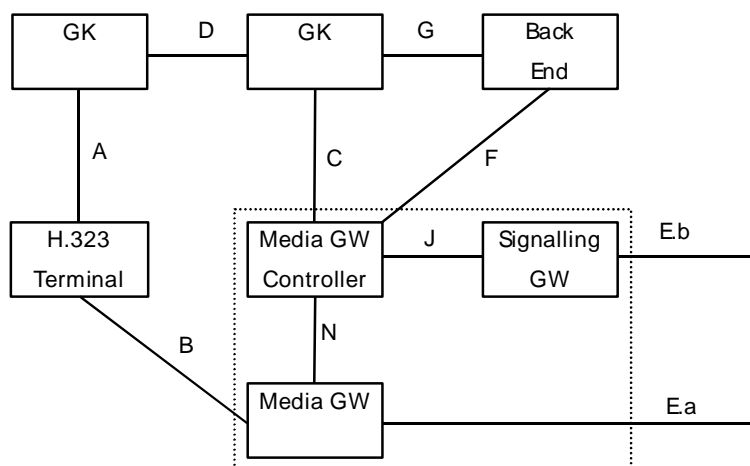 GK
D
GK
G
Back
End
A
C
F
H.323
Terminal
Media GW
Controller
J
Signalling
GW
E.b
B
N
Media GW
E.a